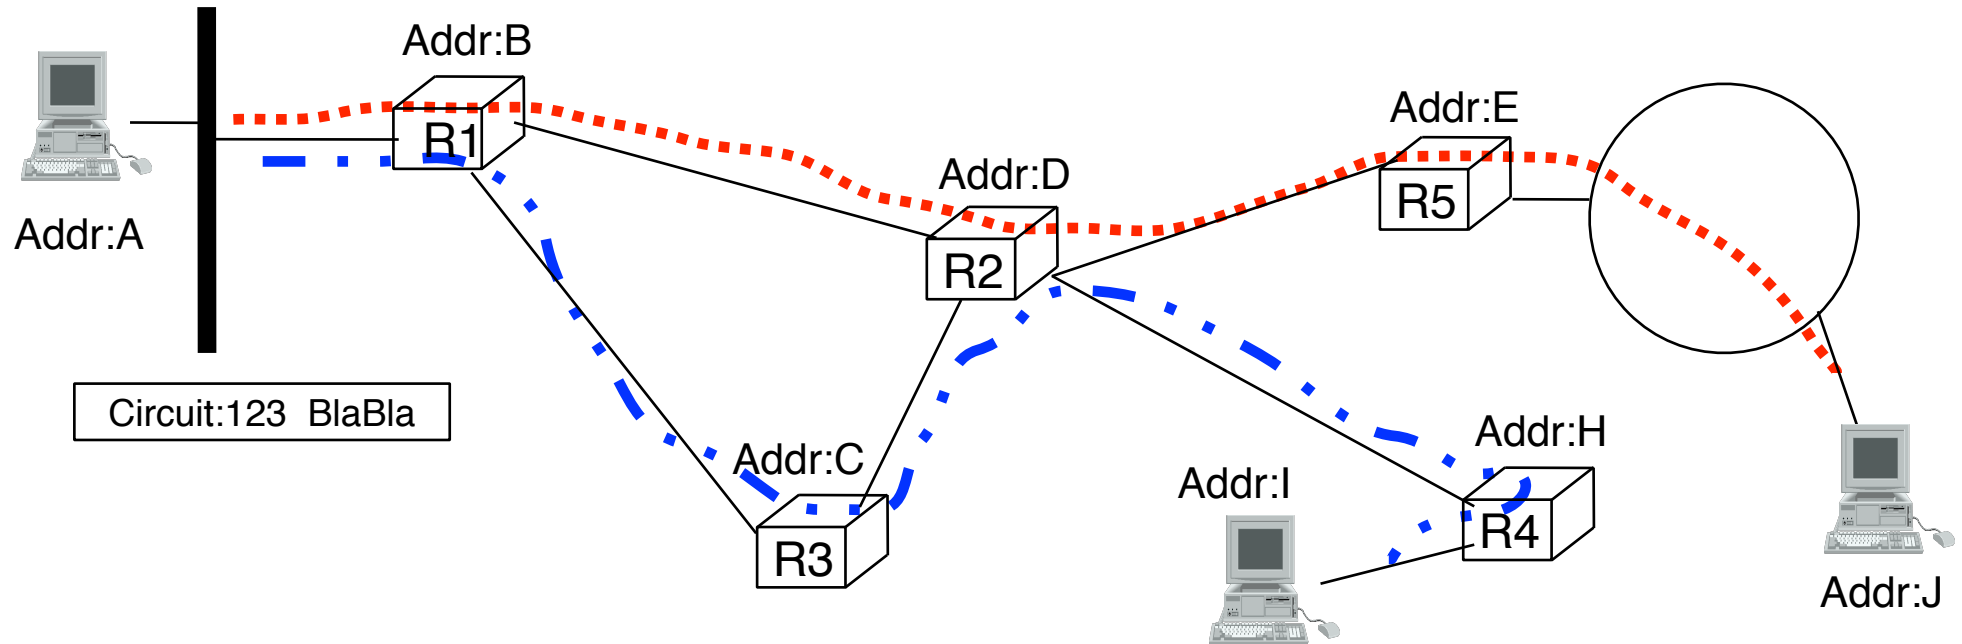 Addr:B
Addr:A
R1
Addr:E
Addr:D
R5
R2
Circuit:123 BlaBla
Addr:C
R3
Addr:H
Addr:I
R4
Addr:J